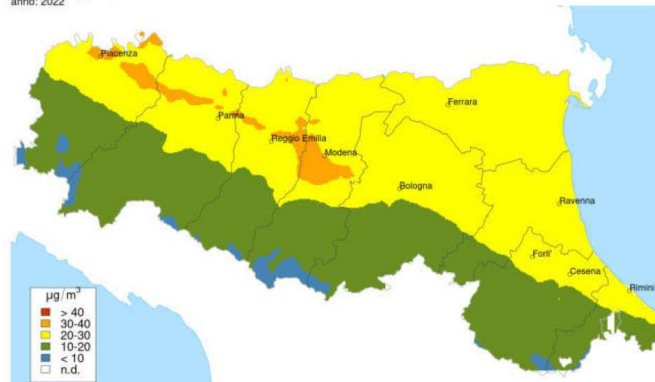 anno: 2022
Piacenza
Parma
Reggio Emilia
Modena
Ferrara
Bologna
Ravenna
Forli'
Cesena
Rimini
µg/m³
> 40
30-40
20-30
10-20
< 10
n.d.